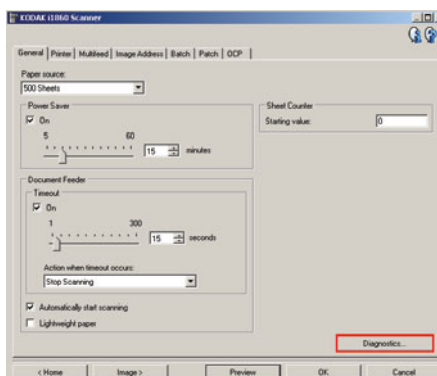 KODAK i1860 Scanner
General Printer Multifeed Image Address Batch Patch OCP
Paper source:
500 Sheets
Power Saver
On
5 60
15 minutes
Sheet Counter
Starting value: 0
Document Feeder
Timeout
On
1 300
15 seconds
Action when timeout occurs:
Stop Scanning
Automatically start scanning
Lightweight paper
Diagnostics...
< Home Image > Preview OK Cancel